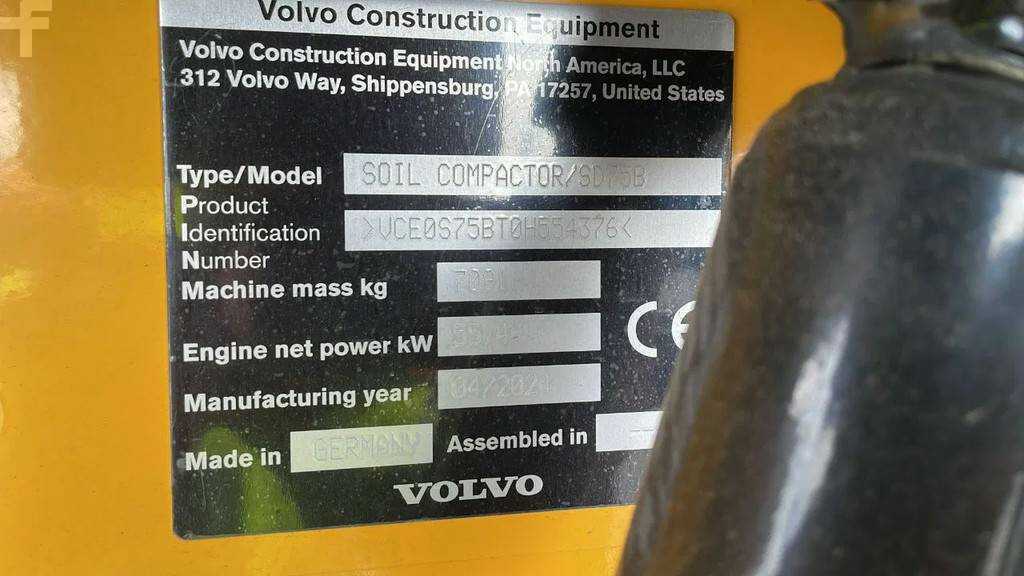 Volvo Construction Equipment
Volvo Construction Equipment North America, LLC
312 Volvo Way, Shippensburg, PA 17257, United States
Type/Model SOIL COMPACTOR/SD75B
Product
Identification >VCE0S75BT0H554376<
Number
Machine mass kg
Engine net power kW
CE
Manufacturing year 04/2021
Made in GERMANY Assembled in
VOLVO